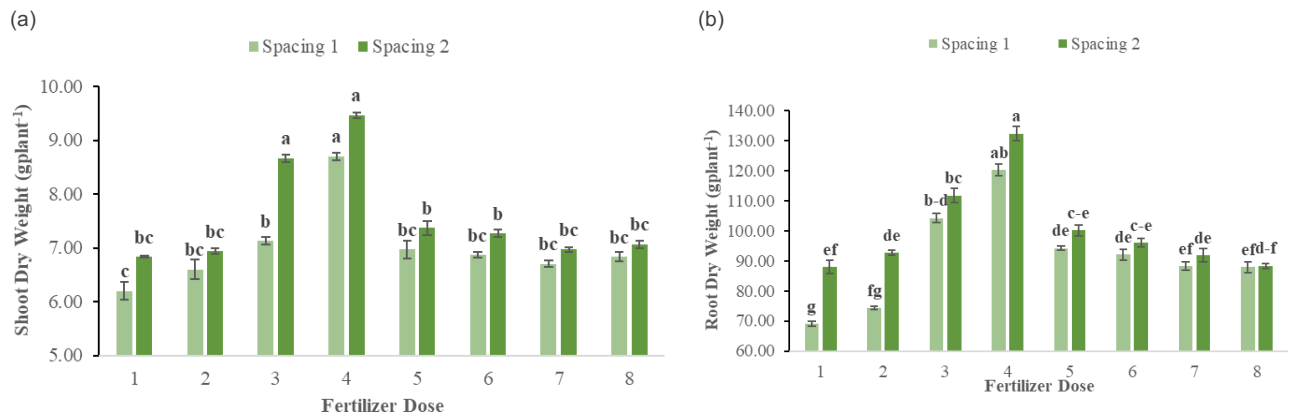 (a)
Spacing 1 Spacing 2
Shoot Dry Weight (gplant⁻¹)
10.00
9.00
8.00
7.00
6.00
5.00
c bc bc bc b a a a bc b bc b bc bc bc bc
1 2 3 4 5 6 7 8
Fertilizer Dose
(b)
Spacing 1 Spacing 2
Root Dry Weight (gplant⁻¹)
140.00
130.00
120.00
110.00
100.00
90.00
80.00
70.00
60.00
g ef fg de b-d bc ab a de c-e de c-e ef de ef d-f
1 2 3 4 5 6 7 8
Fertilizer Dose